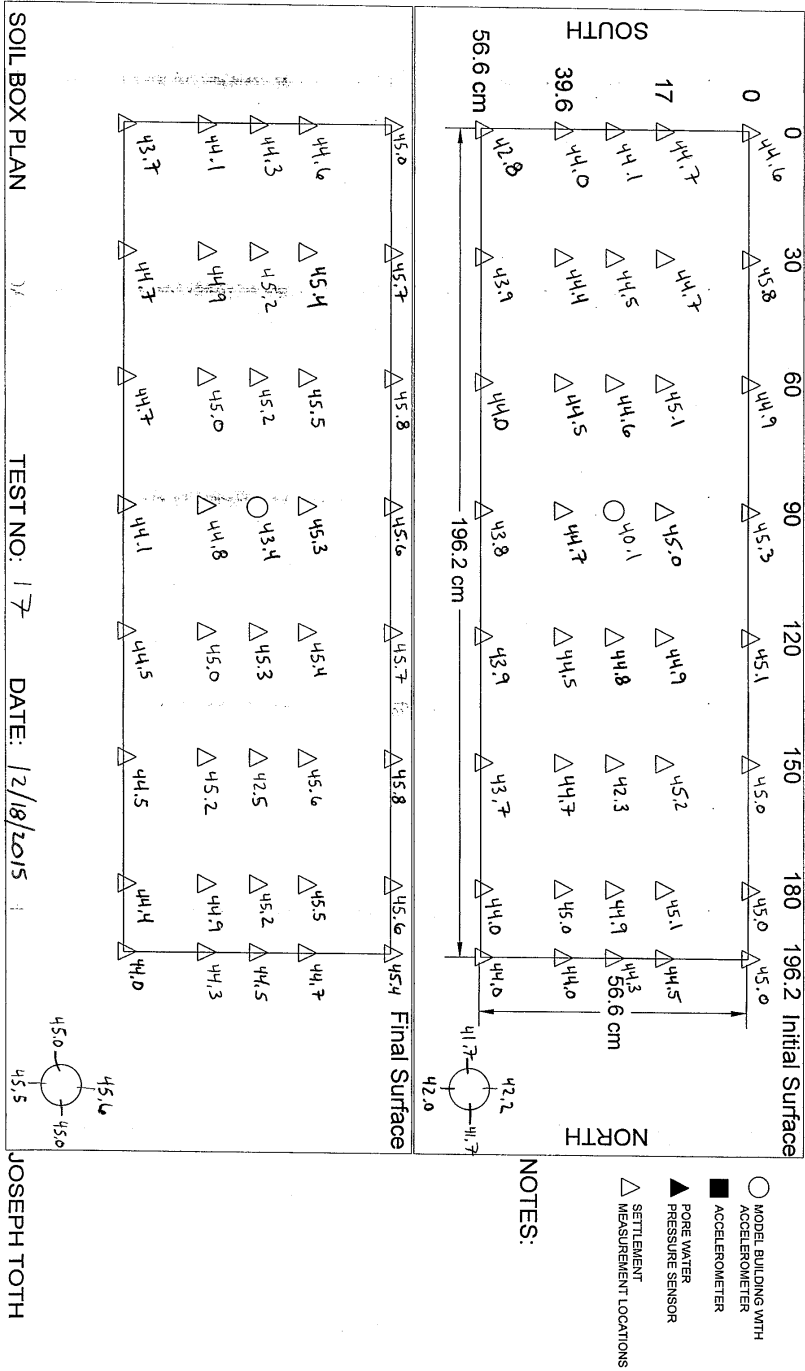 SOUTH
NORTH
0 30 60 90 120 150 180 196.2 Initial Surface
0
17
39.6
56.6 cm
44.6 45.8 44.9 45.3 45.1 45.0 45.0 45.0
44.7 44.7 45.1 45.0 44.9 45.2 45.1 44.5
44.1 44.5 44.6 40.1 44.8 42.3 44.9 44.3
44.0 44.4 44.5 44.7 44.5 44.7 45.0 44.0
42.8 43.9 44.0 43.8 43.9 43.7 44.0 44.0
196.2 cm
56.6 cm
42.2
41.7
41.7
42.0
Final Surface
45.0 45.7 45.8 45.6 45.7 45.8 45.6 45.4
44.6 45.4 45.5 45.3 45.4 45.6 45.5 44.7
44.3 45.2 45.2 43.4 45.3 42.5 45.2 44.5
44.1 44.9 45.0 44.8 45.0 45.2 44.9 44.3
43.7 44.7 44.7 44.1 44.5 44.5 44.4 44.0
45.6
45.0
45.0
45.5
MODEL BUILDING WITH
ACCELEROMETER
ACCELEROMETER
PORE WATER
PRESSURE SENSOR
SETTLEMENT
MEASUREMENT LOCATIONS
NOTES:
SOIL BOX PLAN TEST NO: 17 DATE: 12/18/2015 JOSEPH TOTH